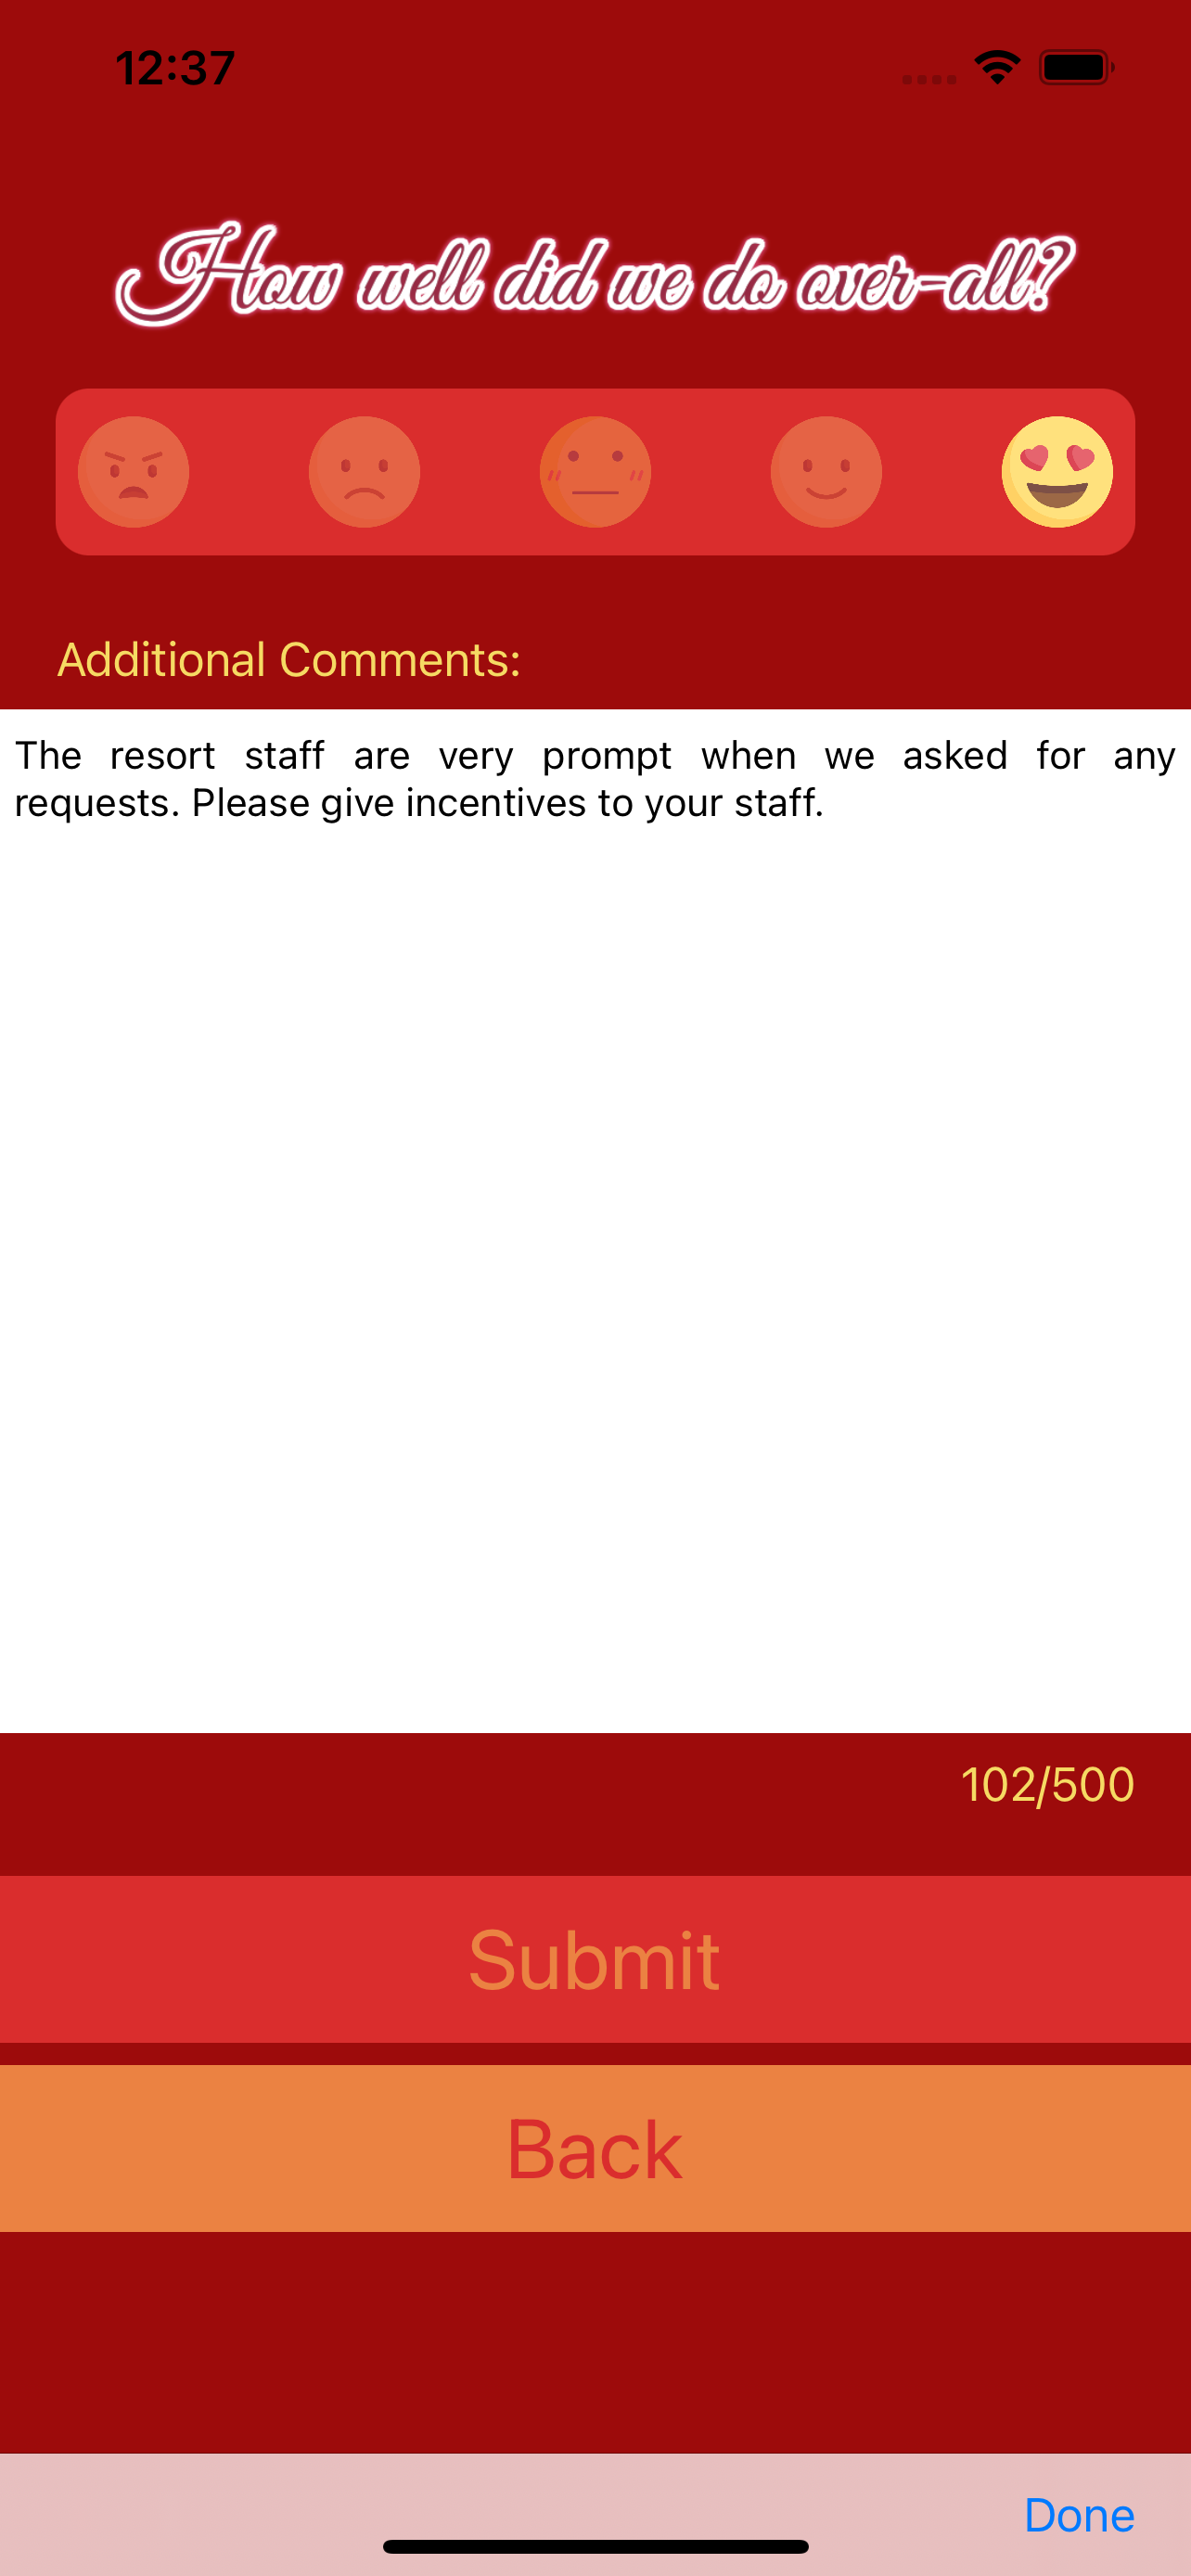 12:37
How well did we do over-all?
Additional Comments:
The resort staff are very prompt when we asked for any
requests. Please give incentives to your staff.
102/500
Submit
Back
Done